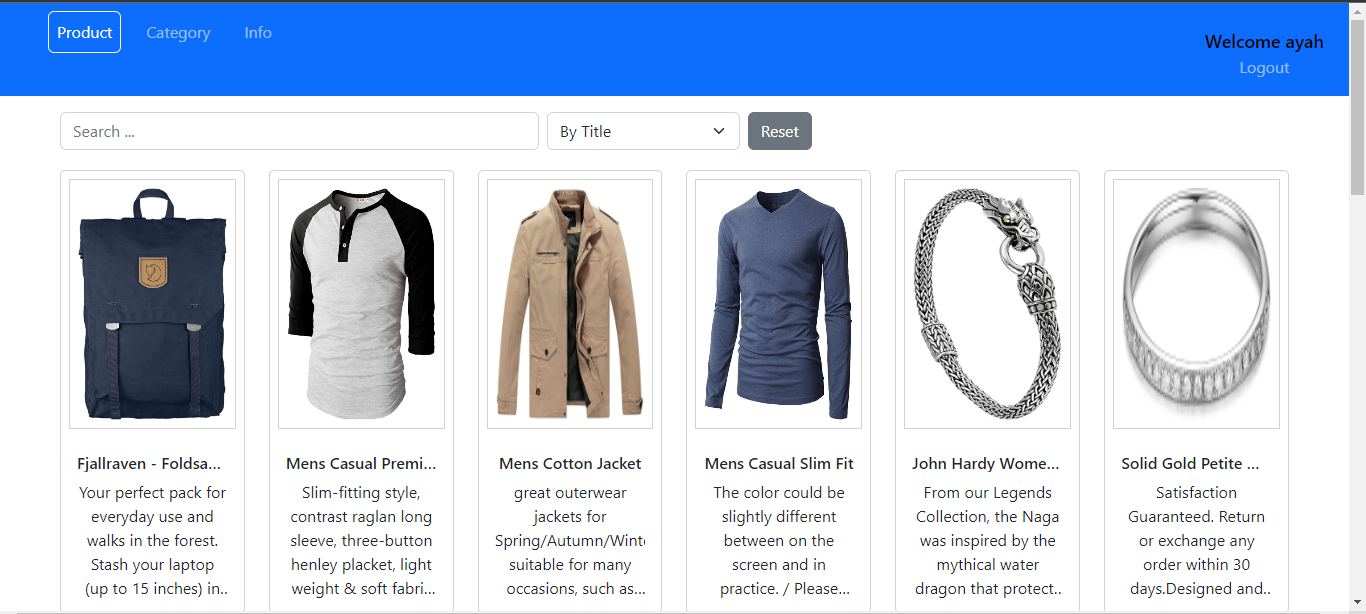 Product Category Info
Welcome ayah
Logout
Search ...
By Title
Reset
Fjallraven - Foldsa...
Your perfect pack for
everyday use and
walks in the forest.
Stash your laptop
(up to 15 inches) in..
Mens Casual Premi...
Slim-fitting style,
contrast raglan long
sleeve, three-button
henley placket, light
weight & soft fabri...
Mens Cotton Jacket
great outerwear
jackets for
Spring/Autumn/Winte
suitable for many
occasions, such as...
Mens Casual Slim Fit
The color could be
slightly different
between on the
screen and in
practice. / Please...
John Hardy Wome...
From our Legends
Collection, the Naga
was inspired by the
mythical water
dragon that protect..
Solid Gold Petite ...
Satisfaction
Guaranteed. Return
or exchange any
order within 30
days.Designed and..